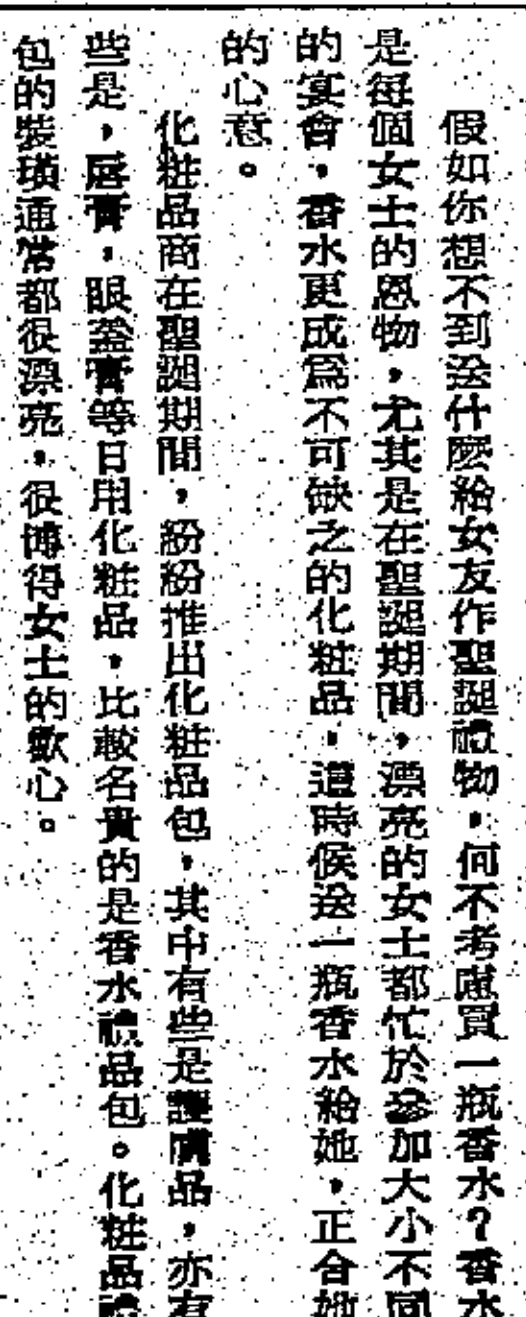 假如你想不到送什麽給女友作聖誕禮物，何不考慮買一瓶香水？香水
是每個女士的恩物，尤其是在聖誕期間，漂亮的女士都忙於參加大小不同
的宴會，香水更成爲不可缺之的化粧品，這時候送一瓶香水給她，正合她
的心意。
化粧品商在聖誕期間，紛紛推出化粧品包，其中有些是護膚品，亦有
些是，唇膏，眼蓋膏等日用化粧品，比較名貴的是香水禮品包。化粧品禮
包的裝璜通常都很漂亮，很博得女士的歡心。